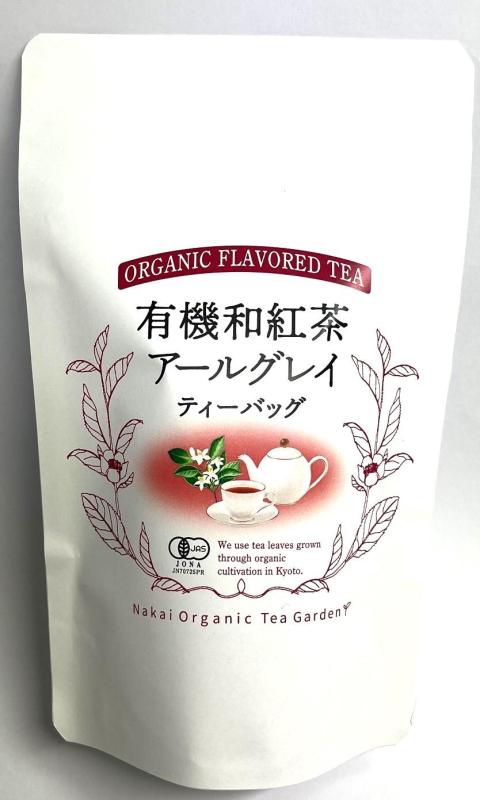 ORGANIC FLAVORED TEA
有機和紅茶
アールグレイ
ティーバッグ
JAS
JONA
JN70725PR
We use tea leaves grown
through organic
cultivation in Kyoto.
Nakai Organic Tea Garden